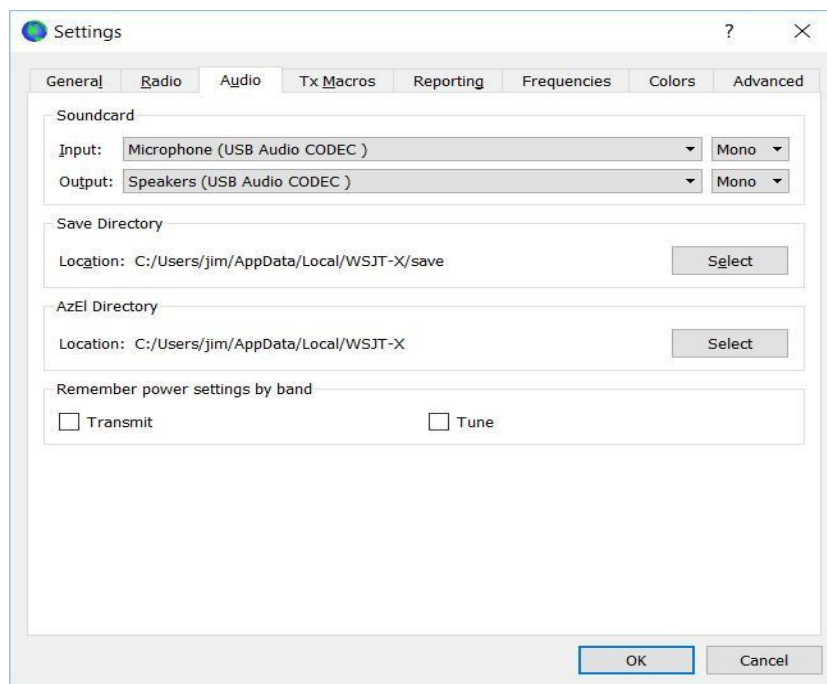 Settings
?
General Radio Audio Tx Macros Reporting Frequencies Colors Advanced
Soundcard
Input: Microphone (USB Audio CODEC ) Mono
Output: Speakers (USB Audio CODEC ) Mono
Save Directory
Location: C:/Users/jim/AppData/Local/WSJT-X/save Select
AzEl Directory
Location: C:/Users/jim/AppData/Local/WSJT-X Select
Remember power settings by band
Transmit Tune
OK Cancel